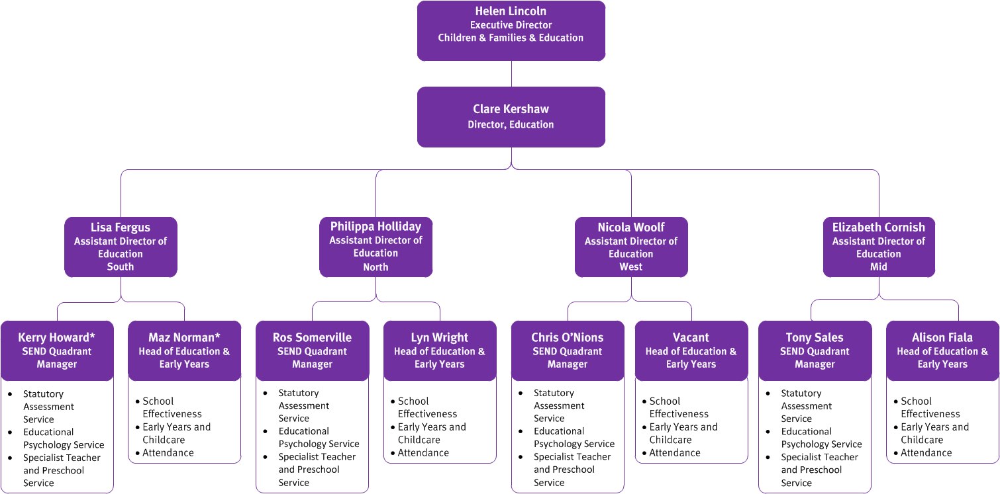 Helen Lincoln
Executive Director
Children & Families & Education
Clare Kershaw
Director, Education
Lisa Fergus
Assistant Director of
Education
South
Philippa Holliday
Assistant Director of
Education
North
Nicola Woolf
Assistant Director of
Education
West
Elizabeth Cornish
Assistant Director of
Education
Mid
Kerry Howard*
SEND Quadrant
Manager
• Statutory
Assessment
Service
• Educational
Psychology Service
• Specialist Teacher
and Preschool
Service
Maz Norman*
Head of Education &
Early Years
• School
Effectiveness
• Early Years and
Childcare
• Attendance
Ros Somerville
SEND Quadrant
Manager
• Statutory
Assessment
Service
• Educational
Psychology Service
• Specialist Teacher
and Preschool
Service
Lyn Wright
Head of Education &
Early Years
• School
Effectiveness
• Early Years and
Childcare
• Attendance
Chris O’Nions
SEND Quadrant
Manager
• Statutory
Assessment
Service
• Educational
Psychology Service
• Specialist Teacher
and Preschool
Service
Vacant
Head of Education &
Early Years
• School
Effectiveness
• Early Years and
Childcare
• Attendance
Tony Sales
SEND Quadrant
Manager
• Statutory
Assessment
Service
• Educational
Psychology Service
• Specialist Teacher
and Preschool
Service
Alison Fiala
Head of Education &
Early Years
• School
Effectiveness
• Early Years and
Childcare
• Attendance